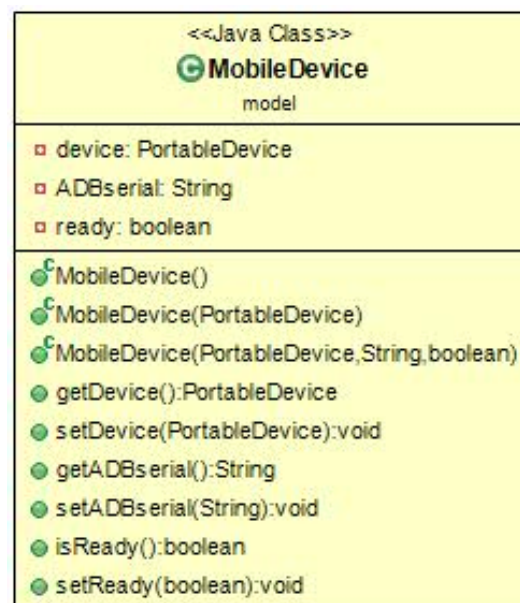 <<Java Class>>
MobileDevice
model
device: PortableDevice
ADBserial: String
ready: boolean
MobileDevice()
MobileDevice(PortableDevice)
MobileDevice(PortableDevice,String,boolean)
getDevice():PortableDevice
setDevice(PortableDevice):void
getADBserial():String
setADBserial(String):void
isReady():boolean
setReady(boolean):void